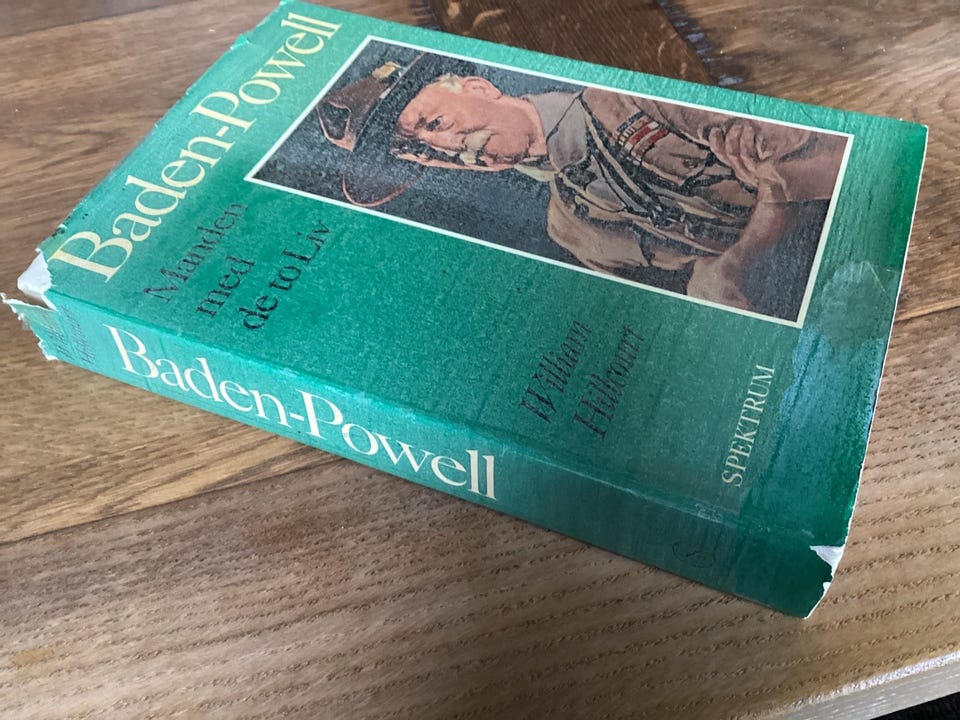 Baden-Powell
Manden
med
de to Liv
William
Hillcourt
SPEKTRUM
Baden-Powell